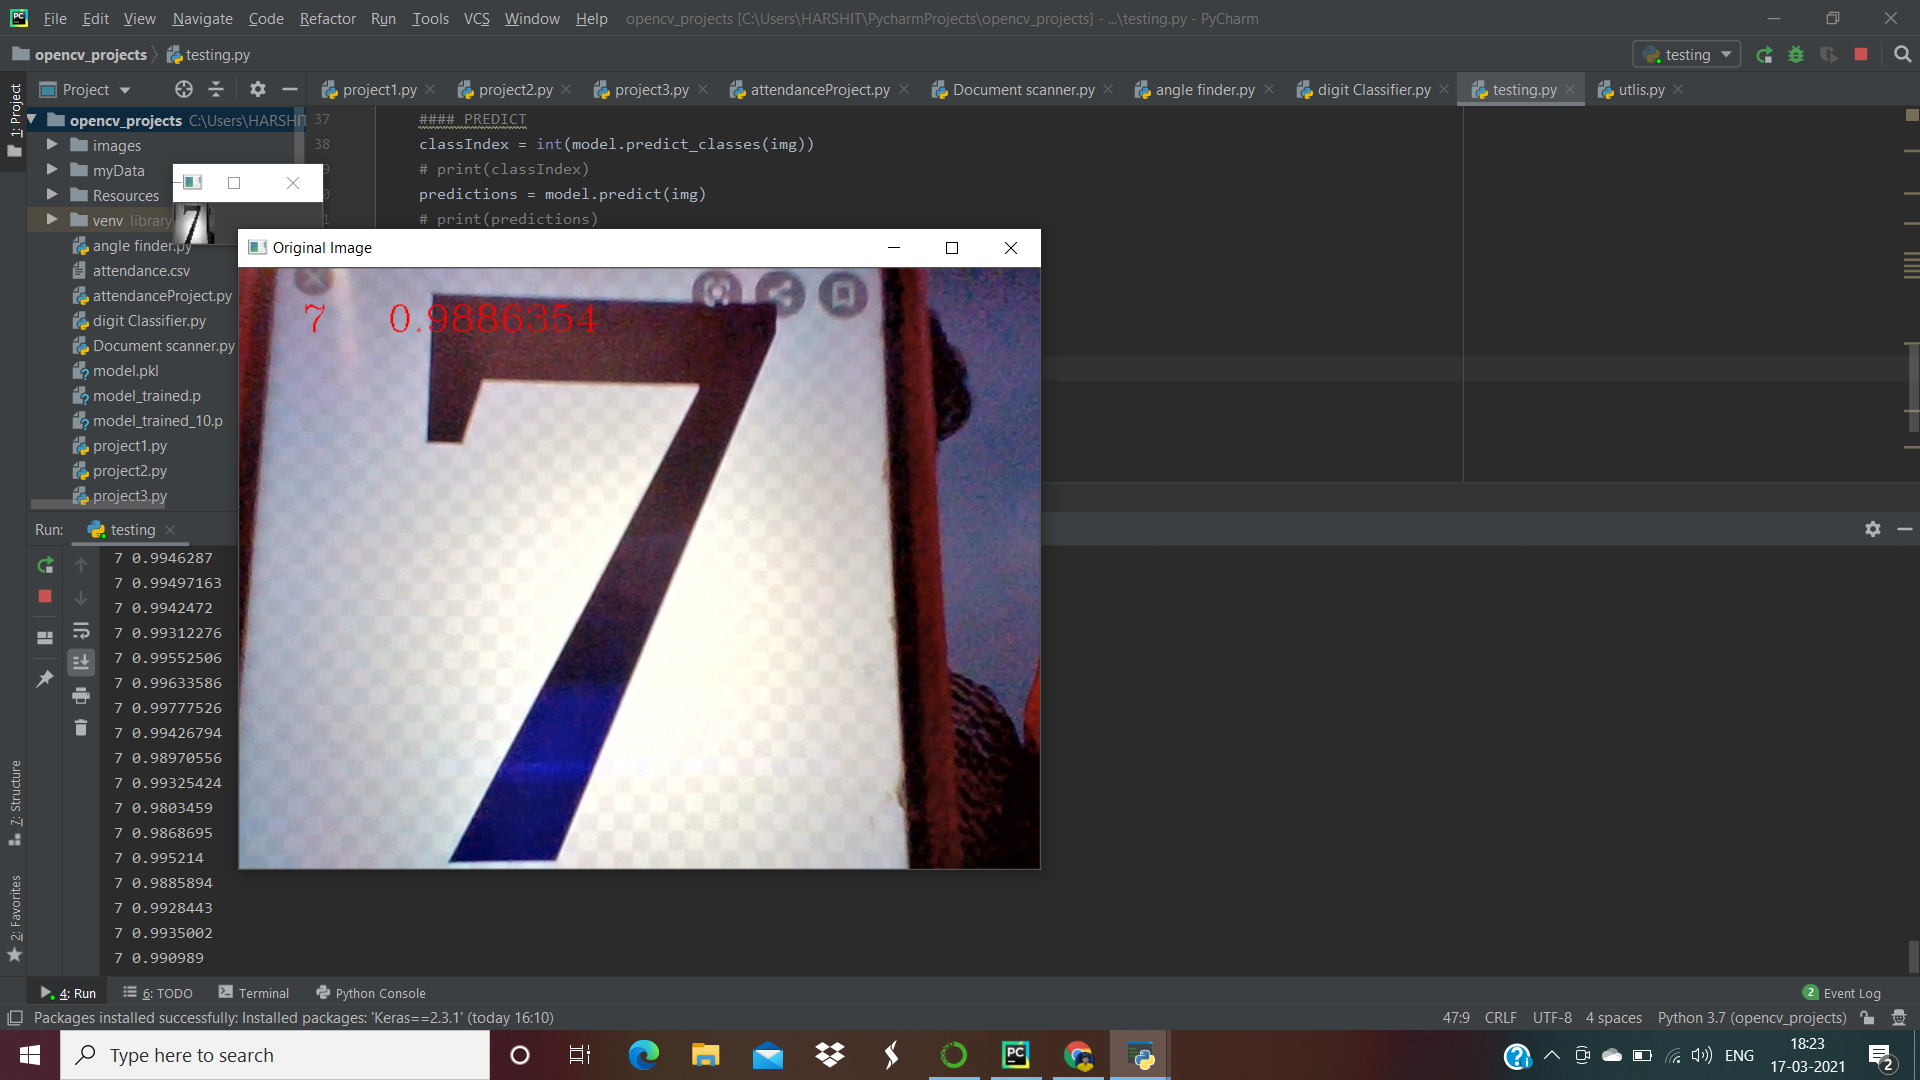 File Edit View Navigate Code Refactor Run Tools VCS Window Help opencv_projects [C:\Users\HARSHIT\PycharmProjects\opencv_projects] - ...\testing.py - PyCharm
opencv_projects testing.py
testing
1: Project
Project
project1.py project2.py project3.py attendanceProject.py Document scanner.py angle finder.py digit Classifier.py testing.py utlis.py
opencv_projects C:\Users\HARSHIT
images
myData
Resources
venv library
angle finder.py
attendance.csv
attendanceProject.py
digit Classifier.py
Document scanner.py
model.pkl
model_trained.p
model_trained_10.p
project1.py
project2.py
project3.py
37 #### PREDICT
38 classIndex = int(model.predict_classes(img))
9 # print(classIndex)
0 predictions = model.predict(img)
1 # print(predictions)
7
Original Image
7 0.9886354
7
Run: testing
7 0.9946287
7 0.99497163
7 0.9942472
7 0.99312276
7 0.99552506
7 0.99633586
7 0.99777526
7 0.99426794
7 0.98970556
7 0.99325424
7 0.9803459
7 0.9868695
7 0.995214
7 0.9885894
7 0.9928443
7 0.9935002
7 0.990989
7: Structure
2: Favorites
4: Run 6: TODO Terminal Python Console
2 Event Log
Packages installed successfully: Installed packages: 'Keras==2.3.1' (today 16:10)
47:9 CRLF UTF-8 4 spaces Python 3.7 (opencv_projects)
Type here to search
PC
ENG
18:23
17-03-2021
2